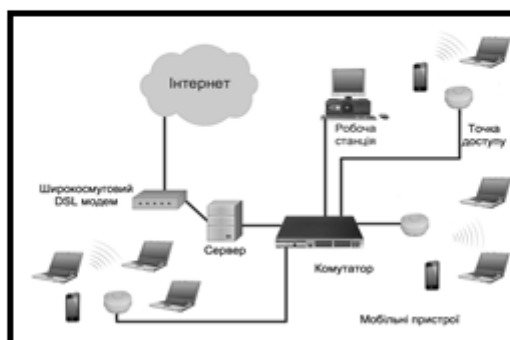 Інтернет
Робоча
станція
Точка
доступу
Широкосмуговий
DSL модем
Сервер
Комутатор
Мобільні пристрої